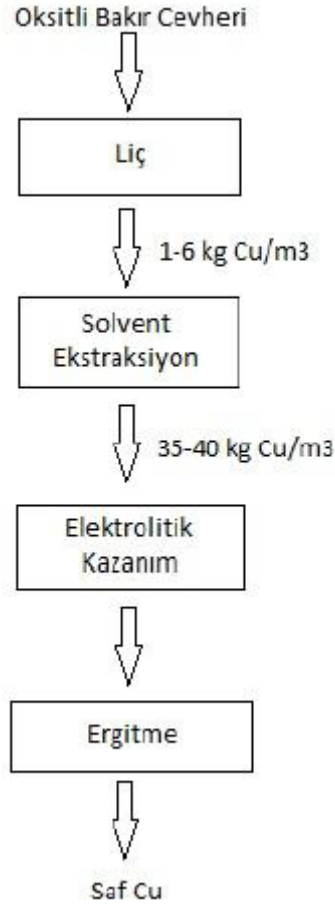 Oksitli Bakır Cevheri
Liç
1-6 kg Cu/m3
Solvent
Ekstraksiyon
35-40 kg Cu/m3
Elektrolitik
Kazanım
Ergitme
Saf Cu